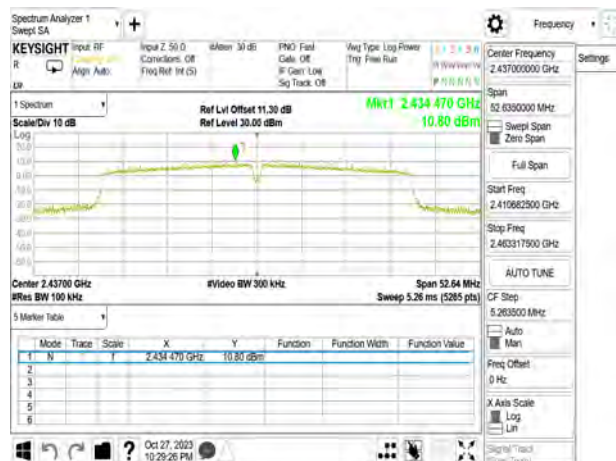 Spectrum Analyzer 1
Swept SA
Frequency
KEYSIGHT
Input: RF
Input Z: 50 Ω
#Atten: 30 dB
PNO: Fast
Avg Type: Log-Power
R
Corrections: Off
Gate: Off
Trig: Free Run
Align: Auto
Freq Ref: Int (S)
IF Gain: Low
Sig Track: Off
Center Frequency
2.437000000 GHz
Settings
Span
52.6350000 MHz
Swept Span
Zero Span
Full Span
Start Freq
2.410682500 GHz
Stop Freq
2.463317500 GHz
AUTO TUNE
CF Step
5.263500 MHz
Auto
Man
Freq Offset
0 Hz
X Axis Scale
Log
Lin
Signal Track
1 Spectrum
Scale/Div 10 dB
Ref Lvl Offset 11.30 dB
Ref Level 30.00 dBm
Mkr1 2.434 470 GHz
10.80 dBm
Log
Center 2.43700 GHz
#Video BW 300 kHz
Span 52.64 MHz
#Res BW 100 kHz
Sweep 5.26 ms (5265 pts)
5 Marker Table
Mode Trace Scale X Y Function Function Width Function Value
1 N 1 f 2.434 470 GHz 10.80 dBm
2
3
4
5
6
Oct 27, 2023
10:29:26 PM